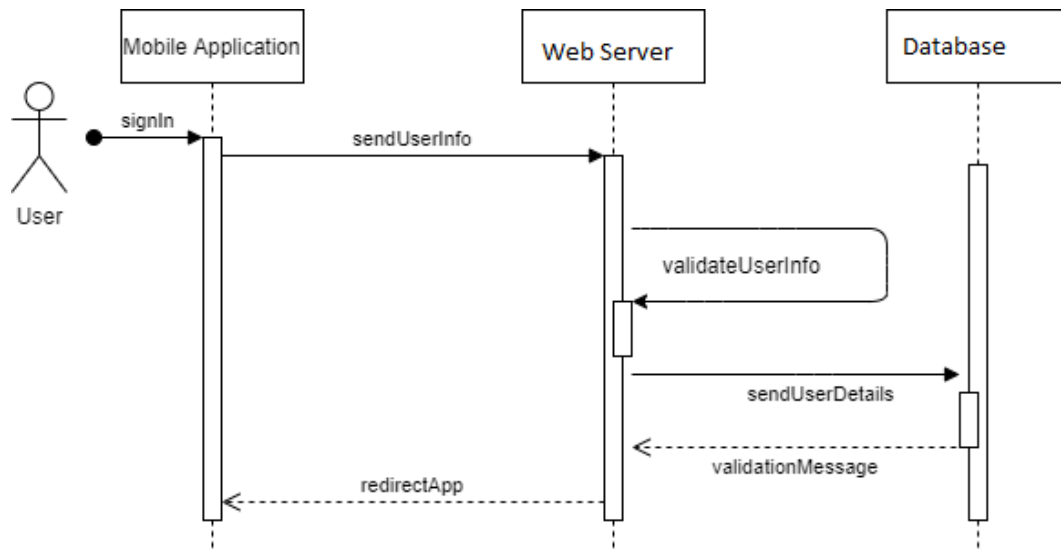 Mobile Application
Web Server
Database
signIn
sendUserInfo
User
validateUserInfo
sendUserDetails
validationMessage
redirectApp